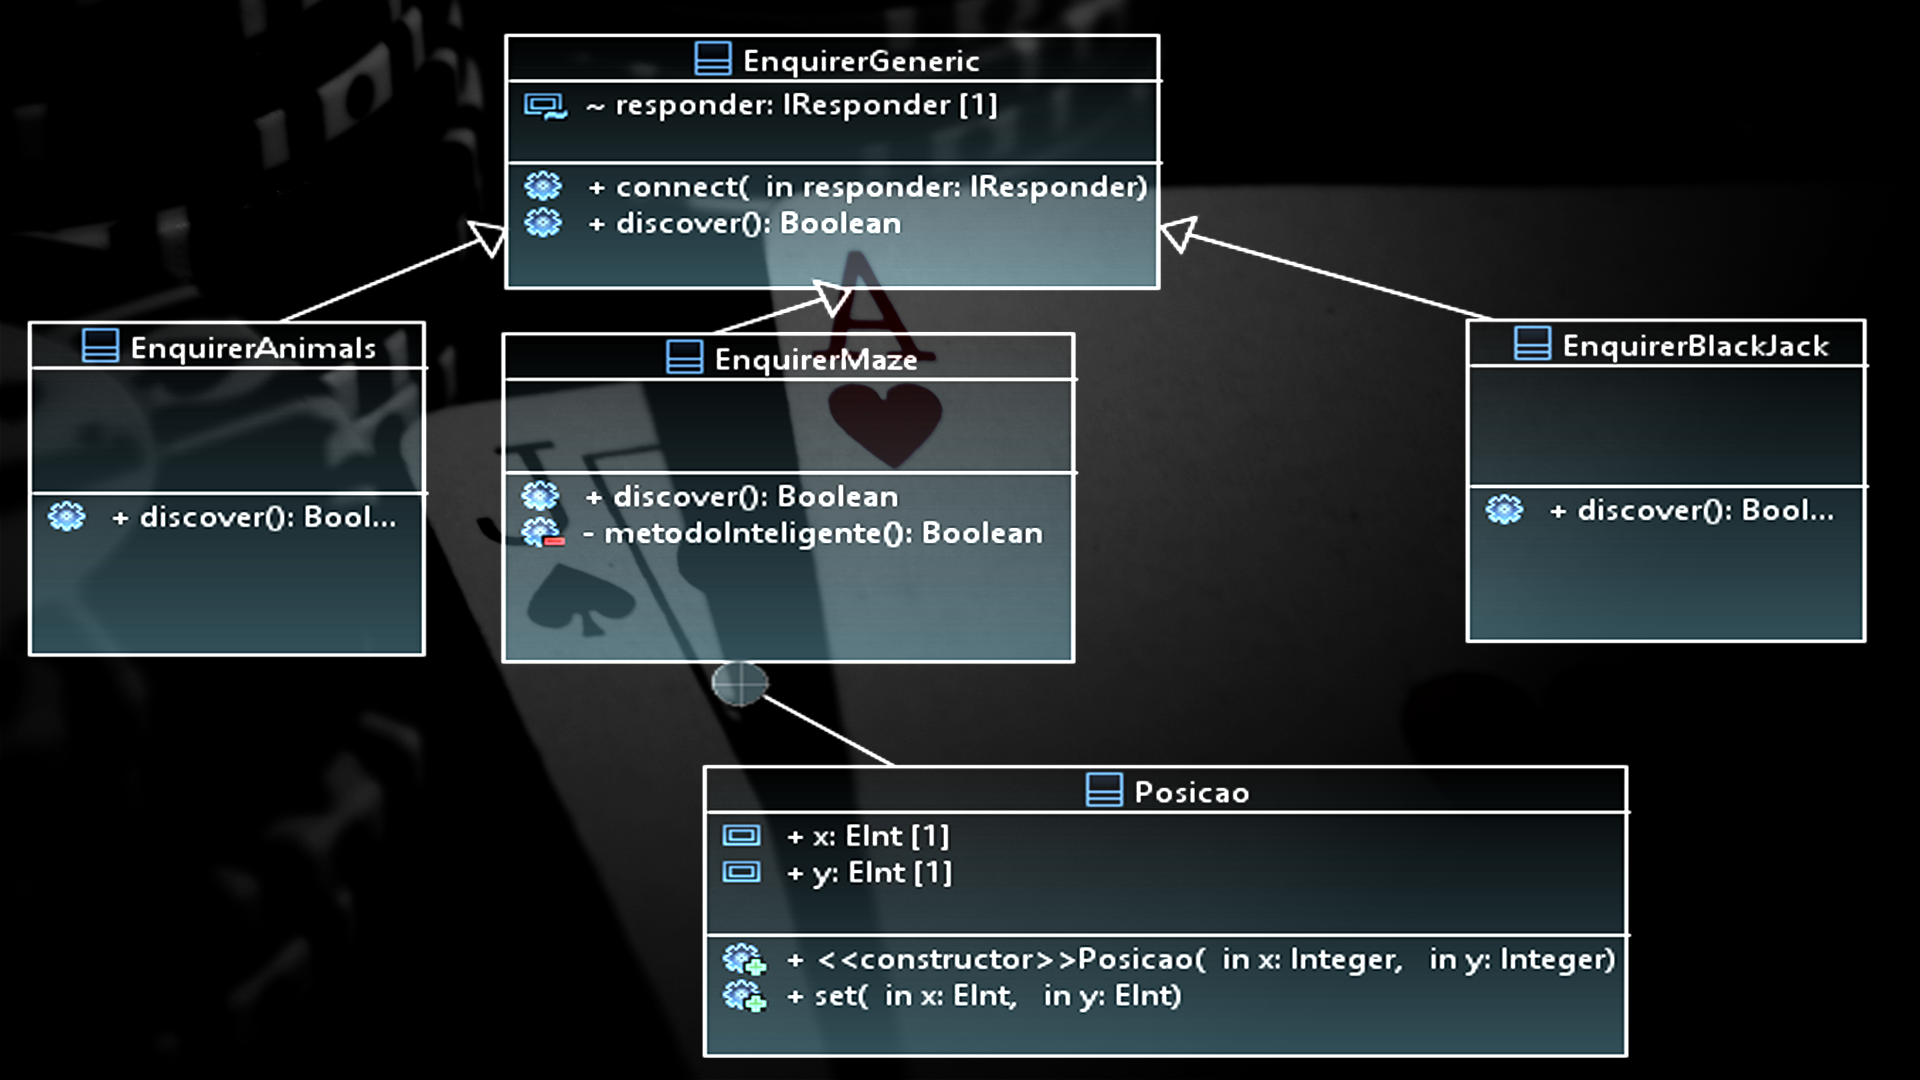 EnquirerGeneric
~ responder: IResponder [1]
+ connect( in responder: IResponder)
+ discover(): Boolean
EnquirerAnimals
+ discover(): Bool...
EnquirerMaze
+ discover(): Boolean
- metodoInteligente(): Boolean
EnquirerBlackJack
+ discover(): Bool...
A
J
Posicao
+ x: EInt [1]
+ y: EInt [1]
+ <<constructor>>Posicao( in x: Integer, in y: Integer)
+ set( in x: EInt, in y: EInt)